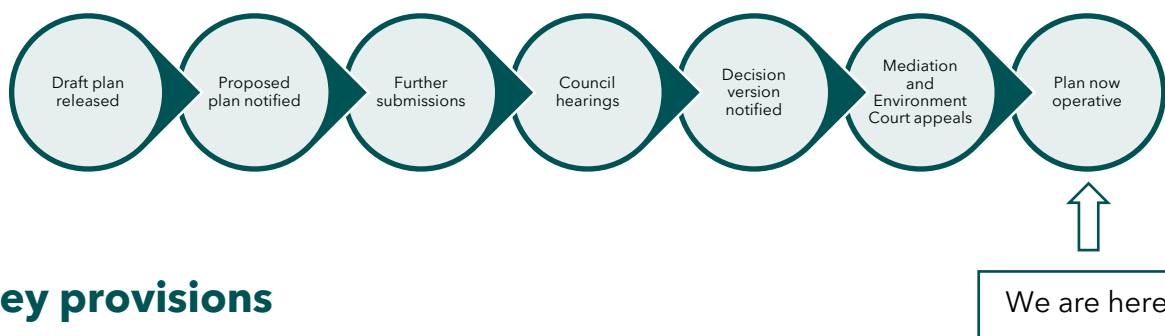 Draft plan
released
Proposed
plan notified
Further
submissions
Council
hearings
Decision
version
notified
Mediation
and
Environment
Court appeals
Plan now
operative
ey provisions
We are here